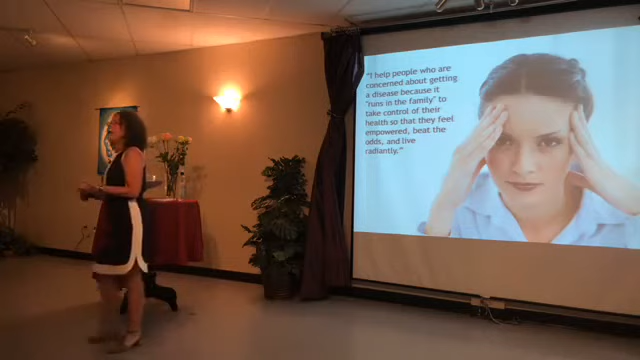 "I help people who are
concerned about getting
a disease because it
"runs in the family" to
take control of their
health so that they feel
empowered, beat the
odds, and live
radiantly."